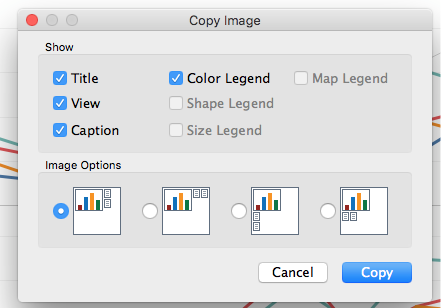 Copy Image
Show
Title
Color Legend
Map Legend
View
Shape Legend
Caption
Size Legend
Image Options
Cancel
Copy